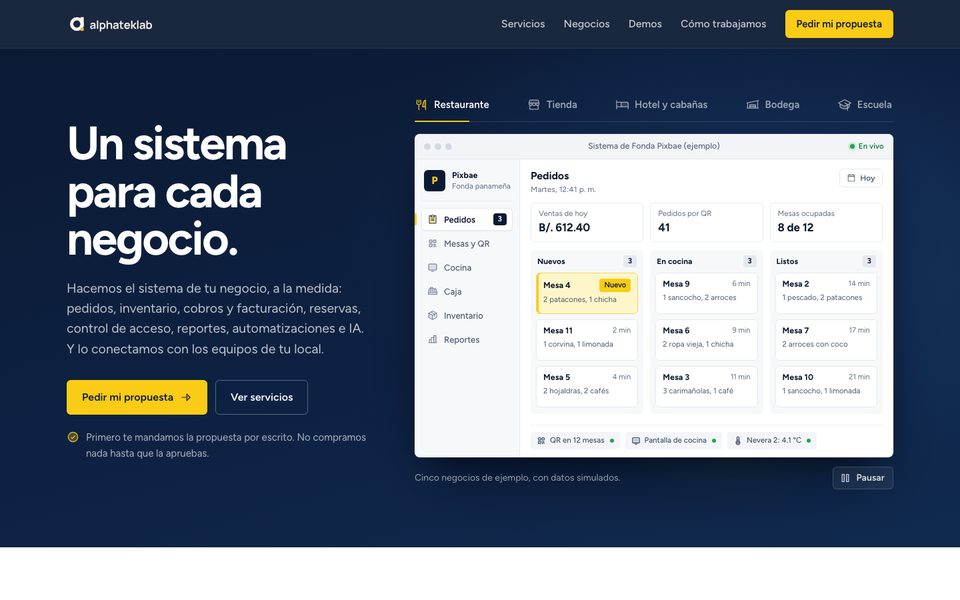 alphateklab
Servicios
Negocios
Demos
Cómo trabajamos
Pedir mi propuesta
Un sistema
para cada
negocio.
Hacemos el sistema de tu negocio, a la medida:
pedidos, inventario, cobros y facturación, reservas,
control de acceso, reportes, automatizaciones e IA.
Y lo conectamos con los equipos de tu local.
Pedir mi propuesta
Ver servicios
Primero te mandamos la propuesta por escrito. No compramos
nada hasta que la apruebas.
Restaurante
Tienda
Hotel y cabañas
Bodega
Escuela
Sistema de Fonda Pixbae (ejemplo)
En vivo
P
Pixbae
Fonda panameña
Pedidos 3
Mesas y QR
Cocina
Caja
Inventario
Reportes
Pedidos
Martes, 12:41 p. m.
Hoy
Ventas de hoy
B/. 612.40
Pedidos por QR
41
Mesas ocupadas
8 de 12
Nuevos 3
Mesa 4 Nuevo
2 patacones, 1 chicha
Mesa 11 2 min
1 corvina, 1 limonada
Mesa 5 4 min
2 hojaldras, 2 cafés
En cocina 3
Mesa 9 6 min
1 sancocho, 2 arroces
Mesa 6 9 min
2 ropa vieja, 1 chicha
Mesa 3 11 min
3 carimañolas, 1 café
Listos 3
Mesa 2 14 min
1 pescado, 2 patacones
Mesa 7 17 min
2 arroces con coco
Mesa 10 21 min
1 sancocho, 1 limonada
QR en 12 mesas
Pantalla de cocina
Nevera 2: 4.1 °C
Cinco negocios de ejemplo, con datos simulados.
Pausar